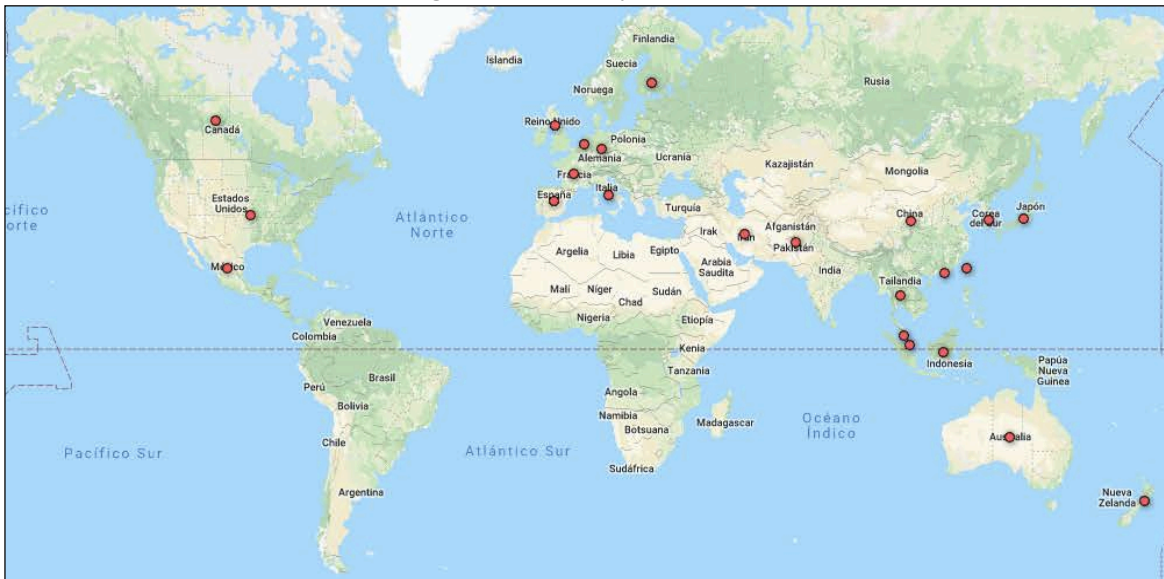 Finlandia
Islandia
Suecia
Noruega
Rusia
Canadá
Reino Unido
Polonia
Alemania
Ucrania
Kazajistán
Mongolia
Francia
Estados
Unidos
España
Italia
Turquía
China
Corea
del Sur
Japón
Atlántico
Norte
Irak
Irán
Afganistán
Pakistán
México
Argelia
Libia
Egipto
Arabia
Saudita
India
Tailandia
Malí
Níger
Chad
Sudán
Nigeria
Etiopía
Venezuela
Colombia
Kenia
Tanzania
Indonesia
Papúa
Nueva
Guinea
Perú
Brasil
Bolivia
Angola
Namibia
Botsuana
Madagascar
Océano
Índico
Chile
Pacífico Sur
Atlántico Sur
Sudáfrica
Australia
Argentina
Nueva
Zelanda